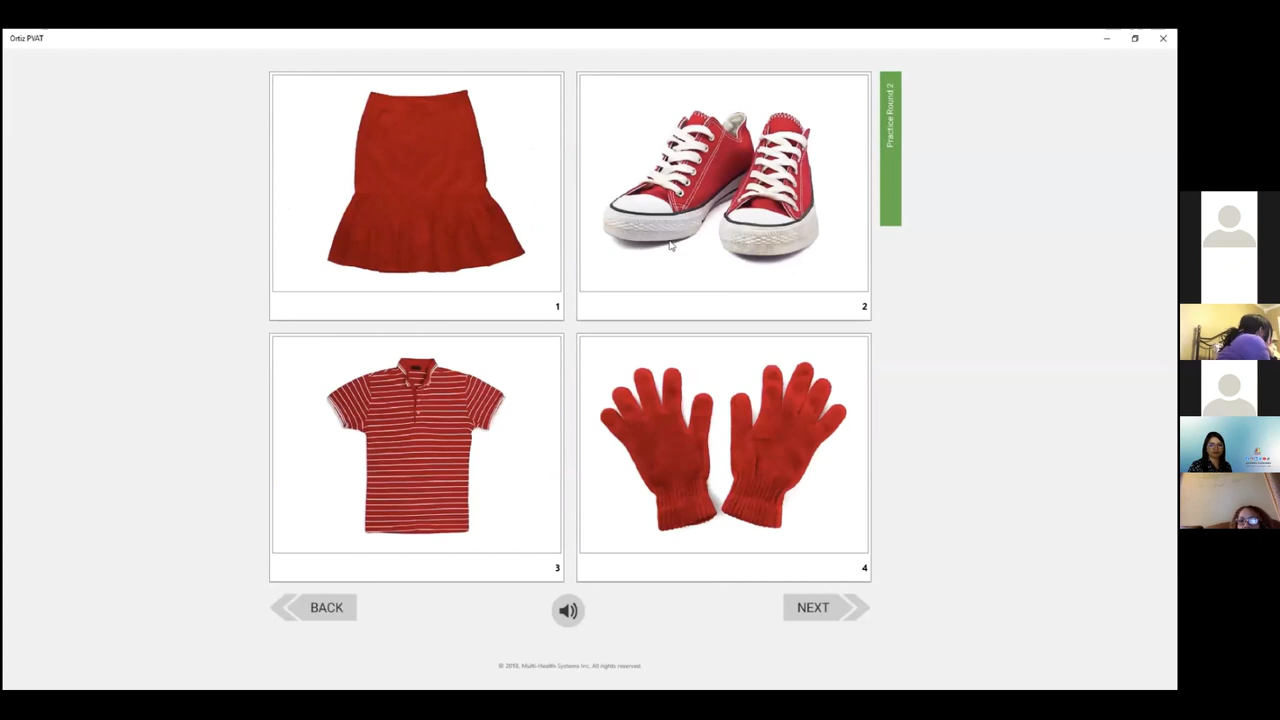 Ortiz PVAT
Practice Round 2
1
2
3
4
BACK
NEXT
© 2018, Multi-Health Systems Inc. All rights reserved.